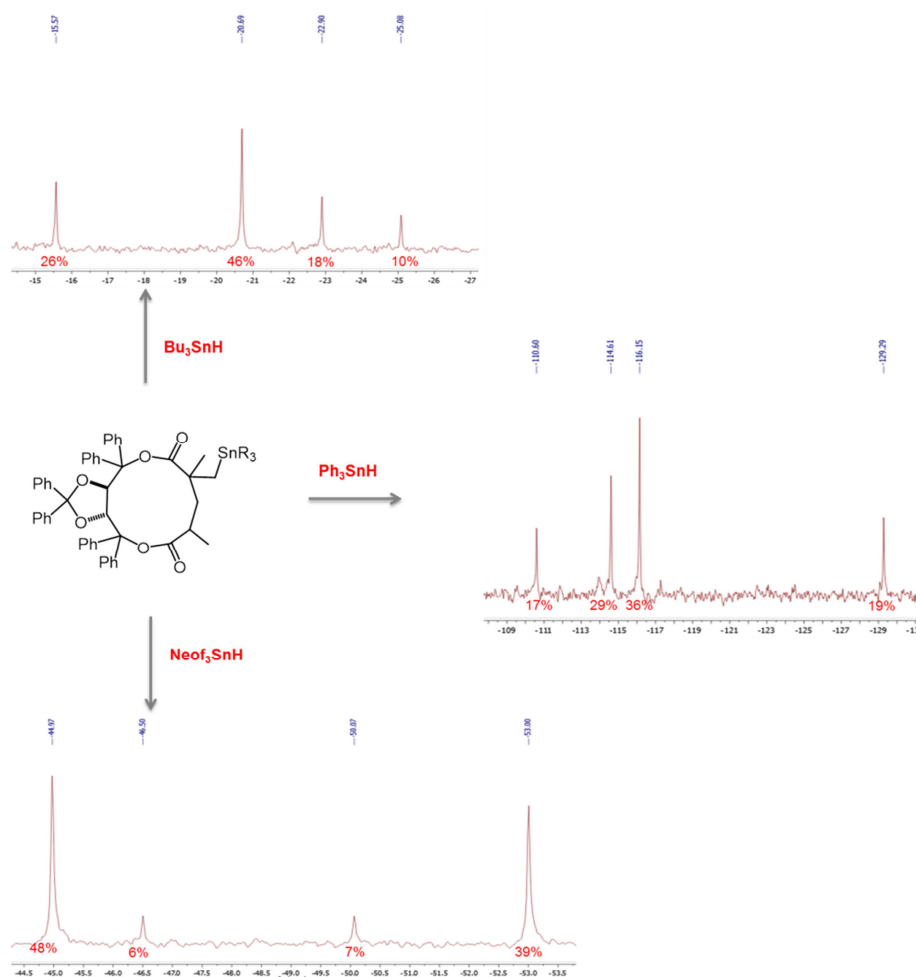 -15.57 -20.69 -22.90 -25.08
26% 46% 18% 10%
-15 -16 -17 -18 -19 -20 -21 -22 -23 -24 -25 -26 -27
Bu₃SnH
-110.60 -114.61 -116.15 -129.29
Ph Ph O O SnR₃
Ph O
Ph O
Ph O Ph
Ph Ph O O
Ph₃SnH
17% 29% 36% 19%
-109 -111 -113 -115 -117 -119 -121 -123 -125 -127 -129
Neof₃SnH
-44.97 -46.50 -50.07 -53.00
48% 6% 7% 39%
-44.5 -45.0 -45.5 -46.0 -46.5 -47.0 -47.5 -48.0 -48.5 -49.0 -49.5 -50.0 -50.5 -51.0 -51.5 -52.0 -52.5 -53.0 -53.5